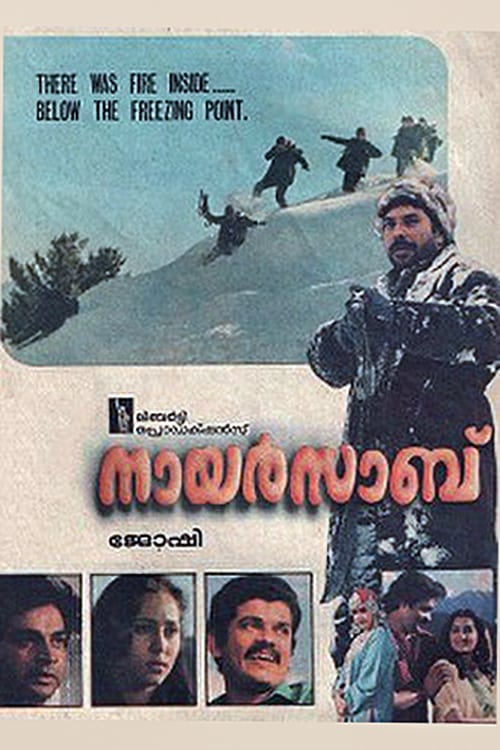 THERE WAS FIRE INSIDE.....
BELOW THE FREEZING POINT.
ലിബർട്ടി
പ്രൊഡക്ഷൻസ്
നായർസാബ്
ജോഷി